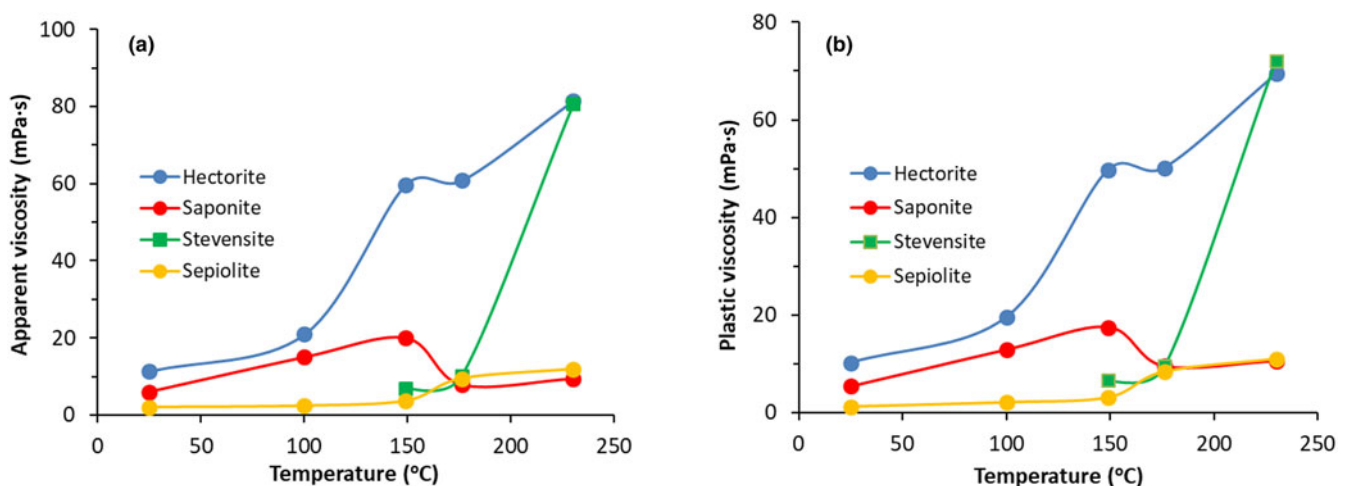 (a)
Apparent viscosity (mPa·s)
100
80
60
40
20
0
Hectorite
Saponite
Stevensite
Sepiolite
0 50 100 150 200 250
Temperature (°C)
(b)
Plastic viscosity (mPa·s)
80
60
40
20
0
Hectorite
Saponite
Stevensite
Sepiolite
0 50 100 150 200 250
Temperature (°C)